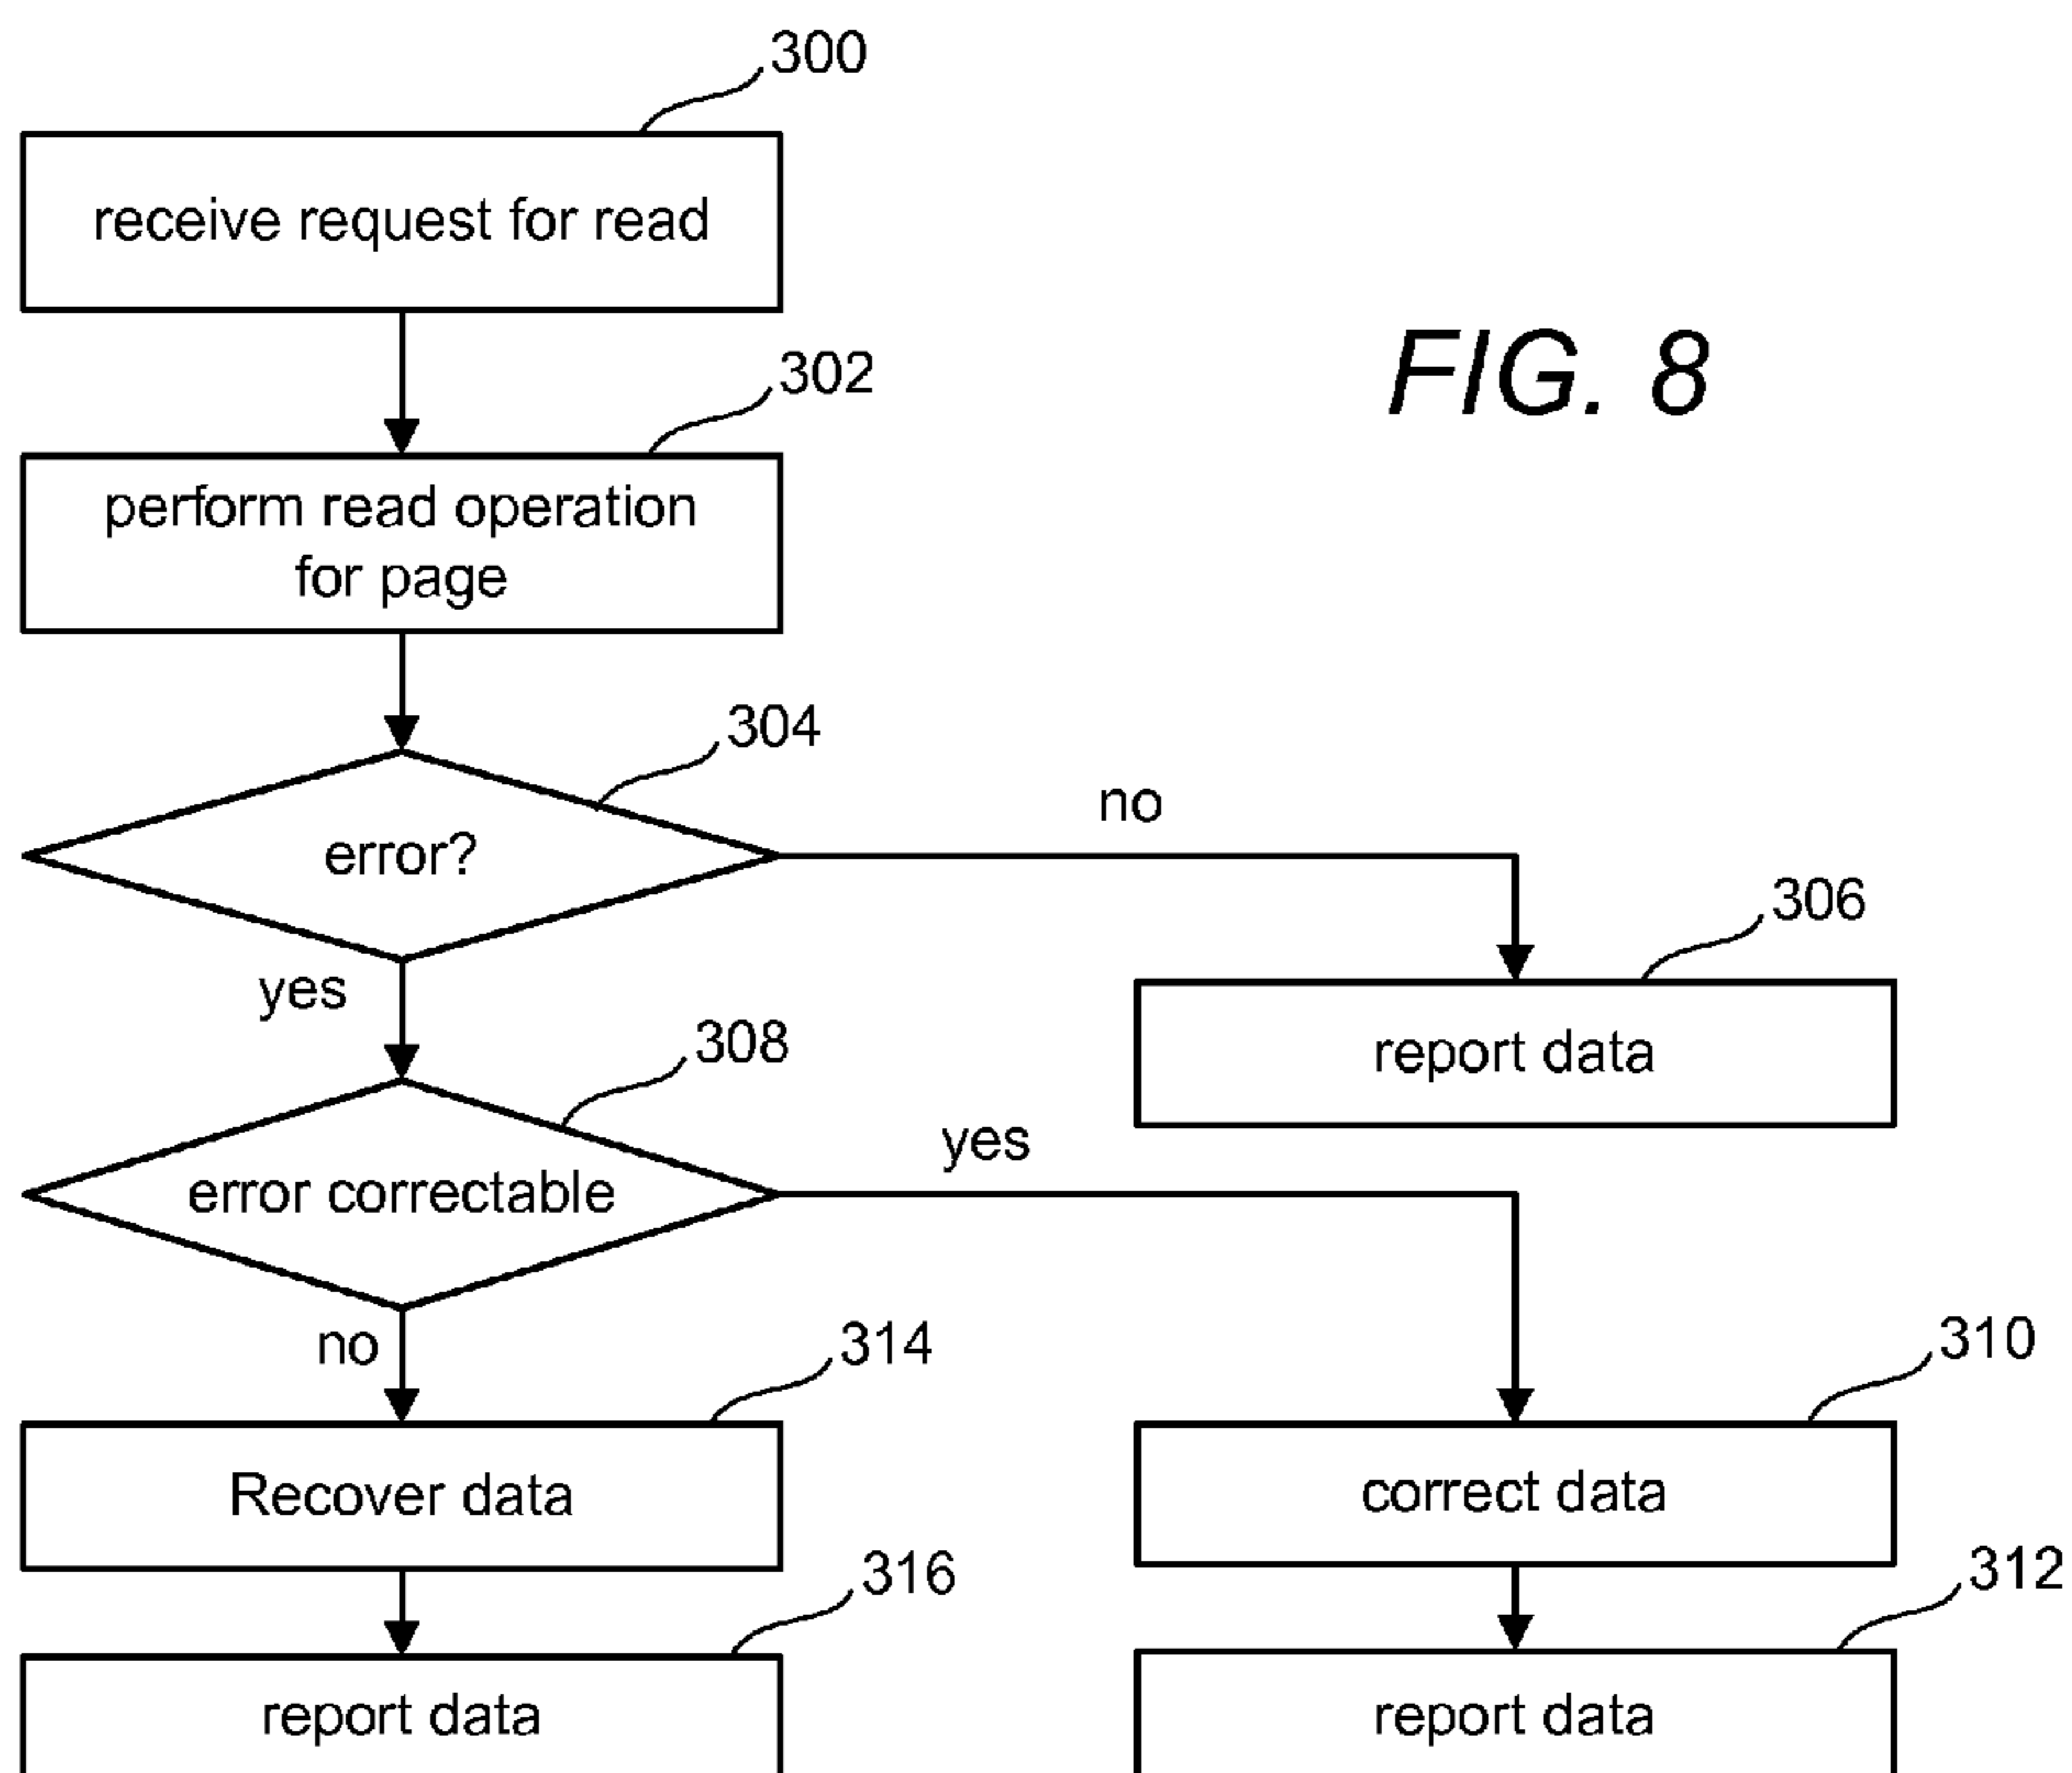 300
receive request for read
FIG. 8
302
perform read operation
for page
304
error?
no
306
report data
yes
308
error correctable
yes
no
314
310
Recover data
correct data
316
312
report data
report data